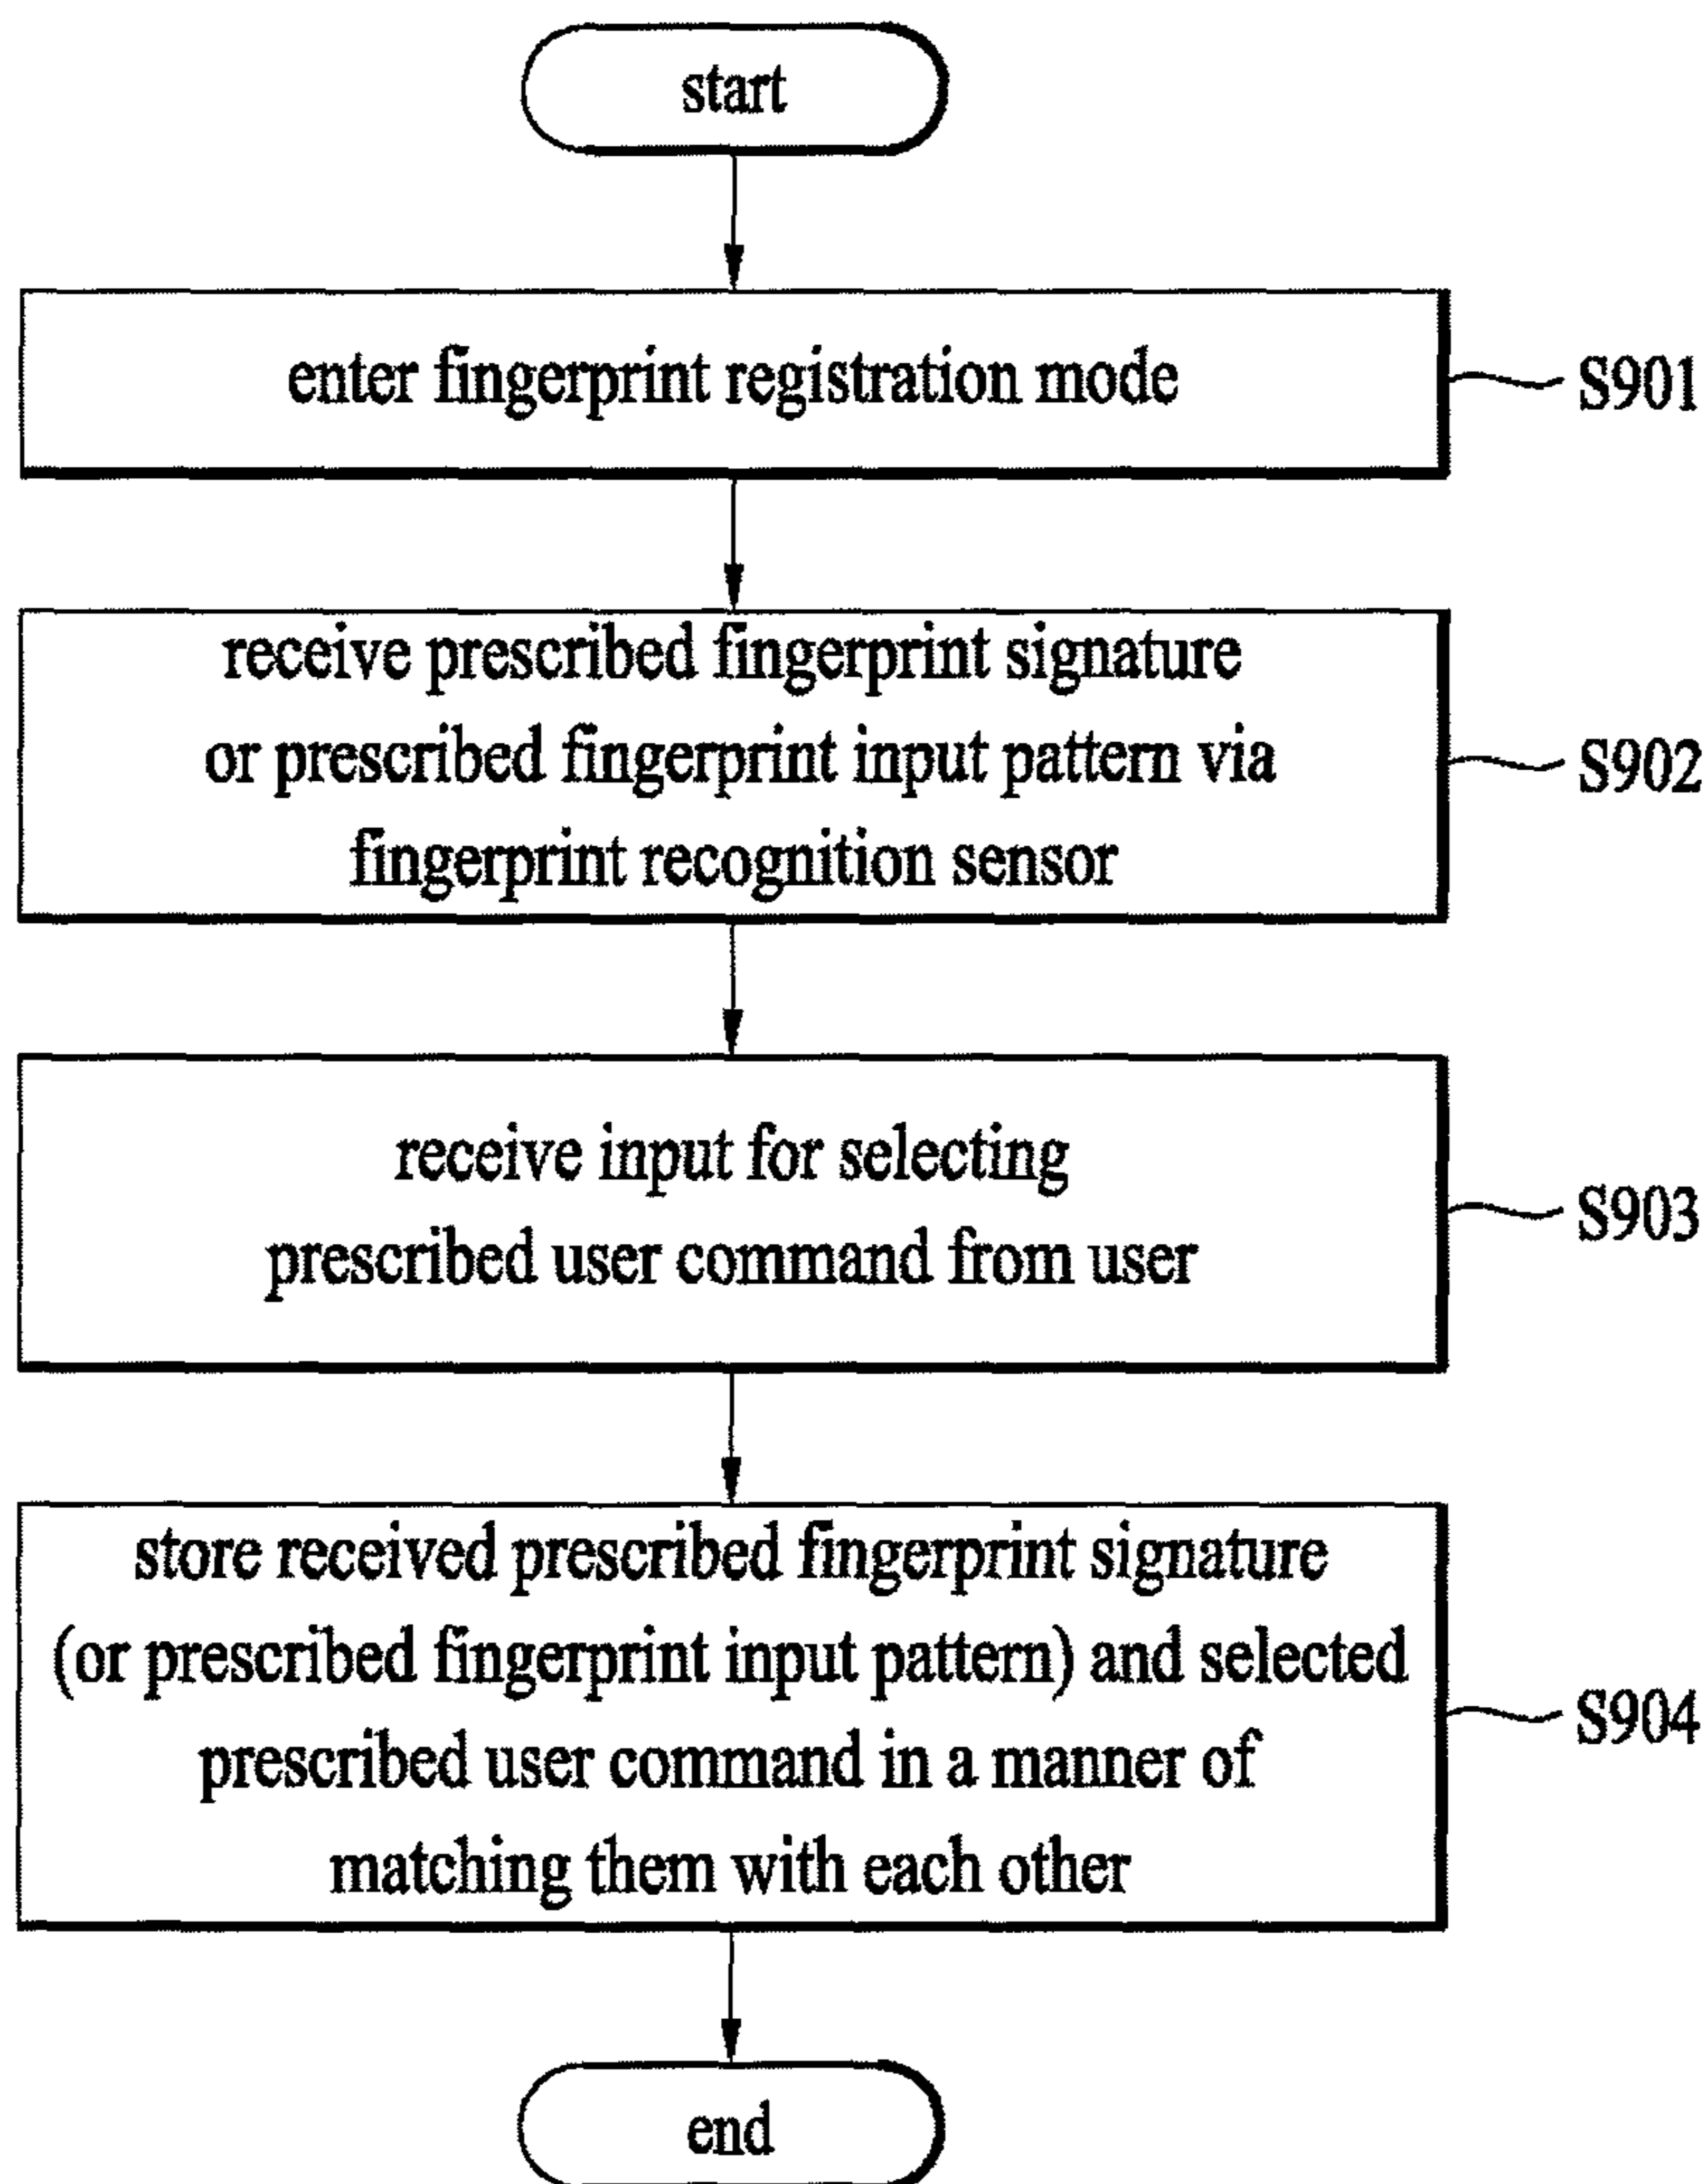 start
enter fingerprint registration mode
S901
receive prescribed fingerprint signature
or prescribed fingerprint input pattern via
fingerprint recognition sensor
S902
receive input for selecting
prescribed user command from user
S903
store received prescribed fingerprint signature
(or prescribed fingerprint input pattern) and selected
prescribed user command in a manner of
matching them with each other
S904
end